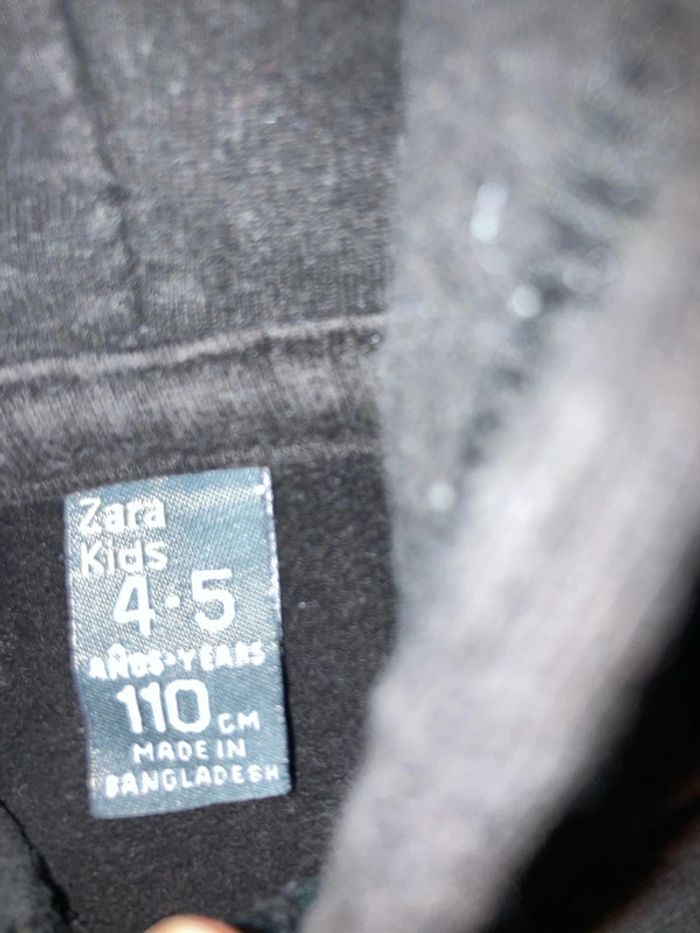 Zara
Kids
4-5
AÑOS-YEARS
110 CM
MADE IN
BANGLADESH